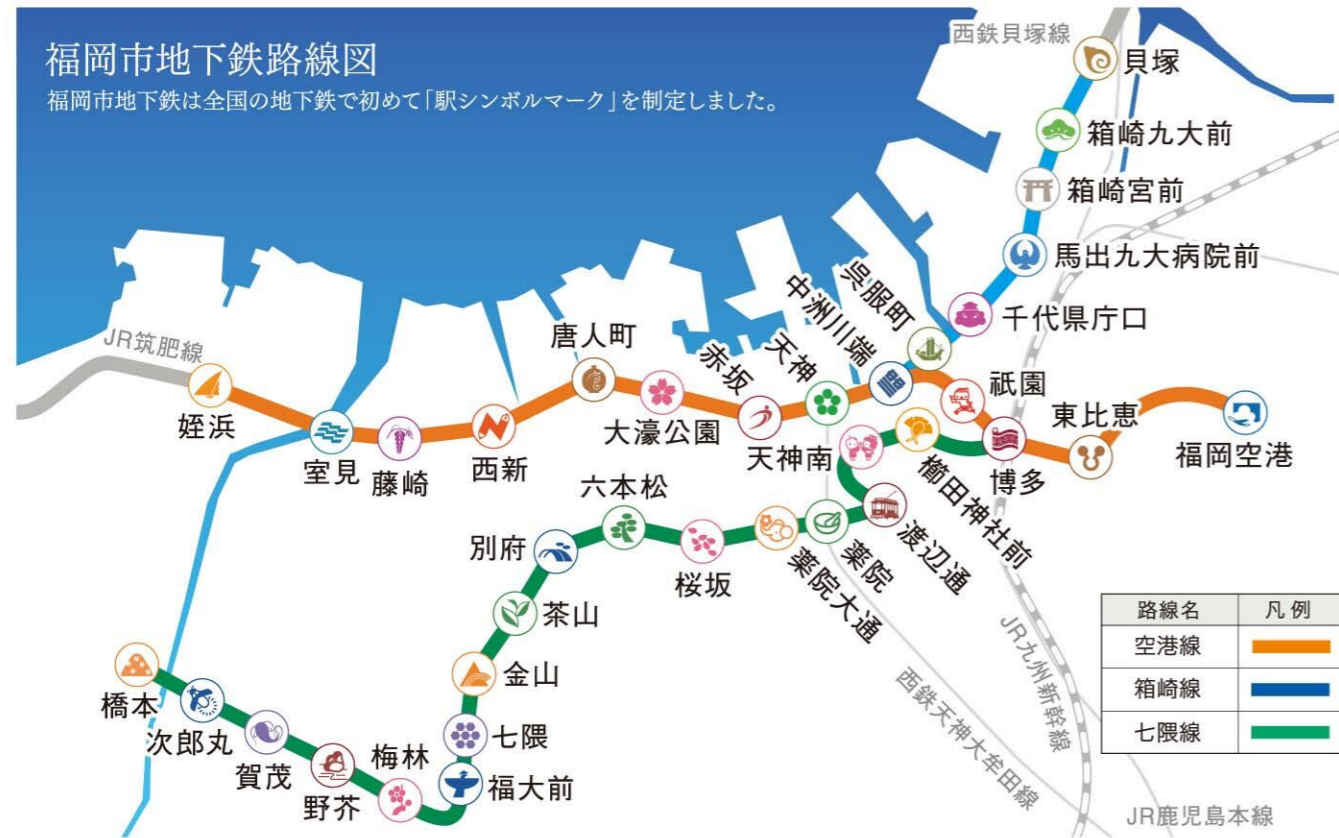 福岡市地下鉄路線図
福岡市地下鉄は全国の地下鉄で初めて「駅シンボルマーク」を制定しました。
西鉄貝塚線
貝塚
箱崎九大前
箱崎宮前
馬出九大病院前
千代県庁口
呉服町
中洲川端
天神
赤坂
大濠公園
唐人町
西新
藤崎
室見
姪浜
JR筑肥線
祇園
博多
東比恵
福岡空港
櫛田神社前
天神南
渡辺通
薬院
薬院大通
桜坂
六本松
別府
茶山
金山
七隈
福大前
梅林
野芥
賀茂
次郎丸
橋本
西鉄天神大牟田線
JR九州新幹線
JR鹿児島本線
路線名 凡例
空港線
箱崎線
七隈線